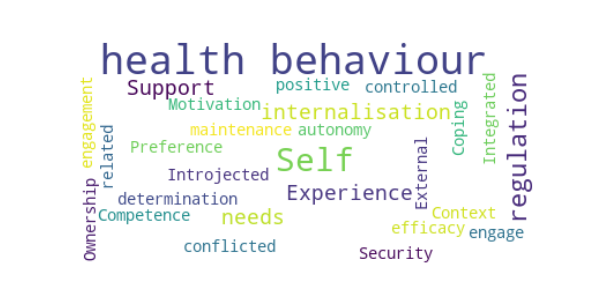 health behaviour
Support
positive
controlled
engagement
Motivation
internalisation
Coping
Integrated
regulation
maintenance
autonomy
related
Preference
Self
External
Introjected
Experience
Ownership
determination
Competence
needs
Context
efficacy
engage
conflicted
Security